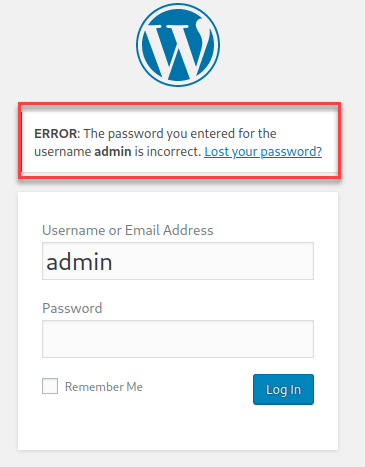 ERROR: The password you entered for the
username admin is incorrect. Lost your password?
Username or Email Address
admin
Password
Remember Me
Log In